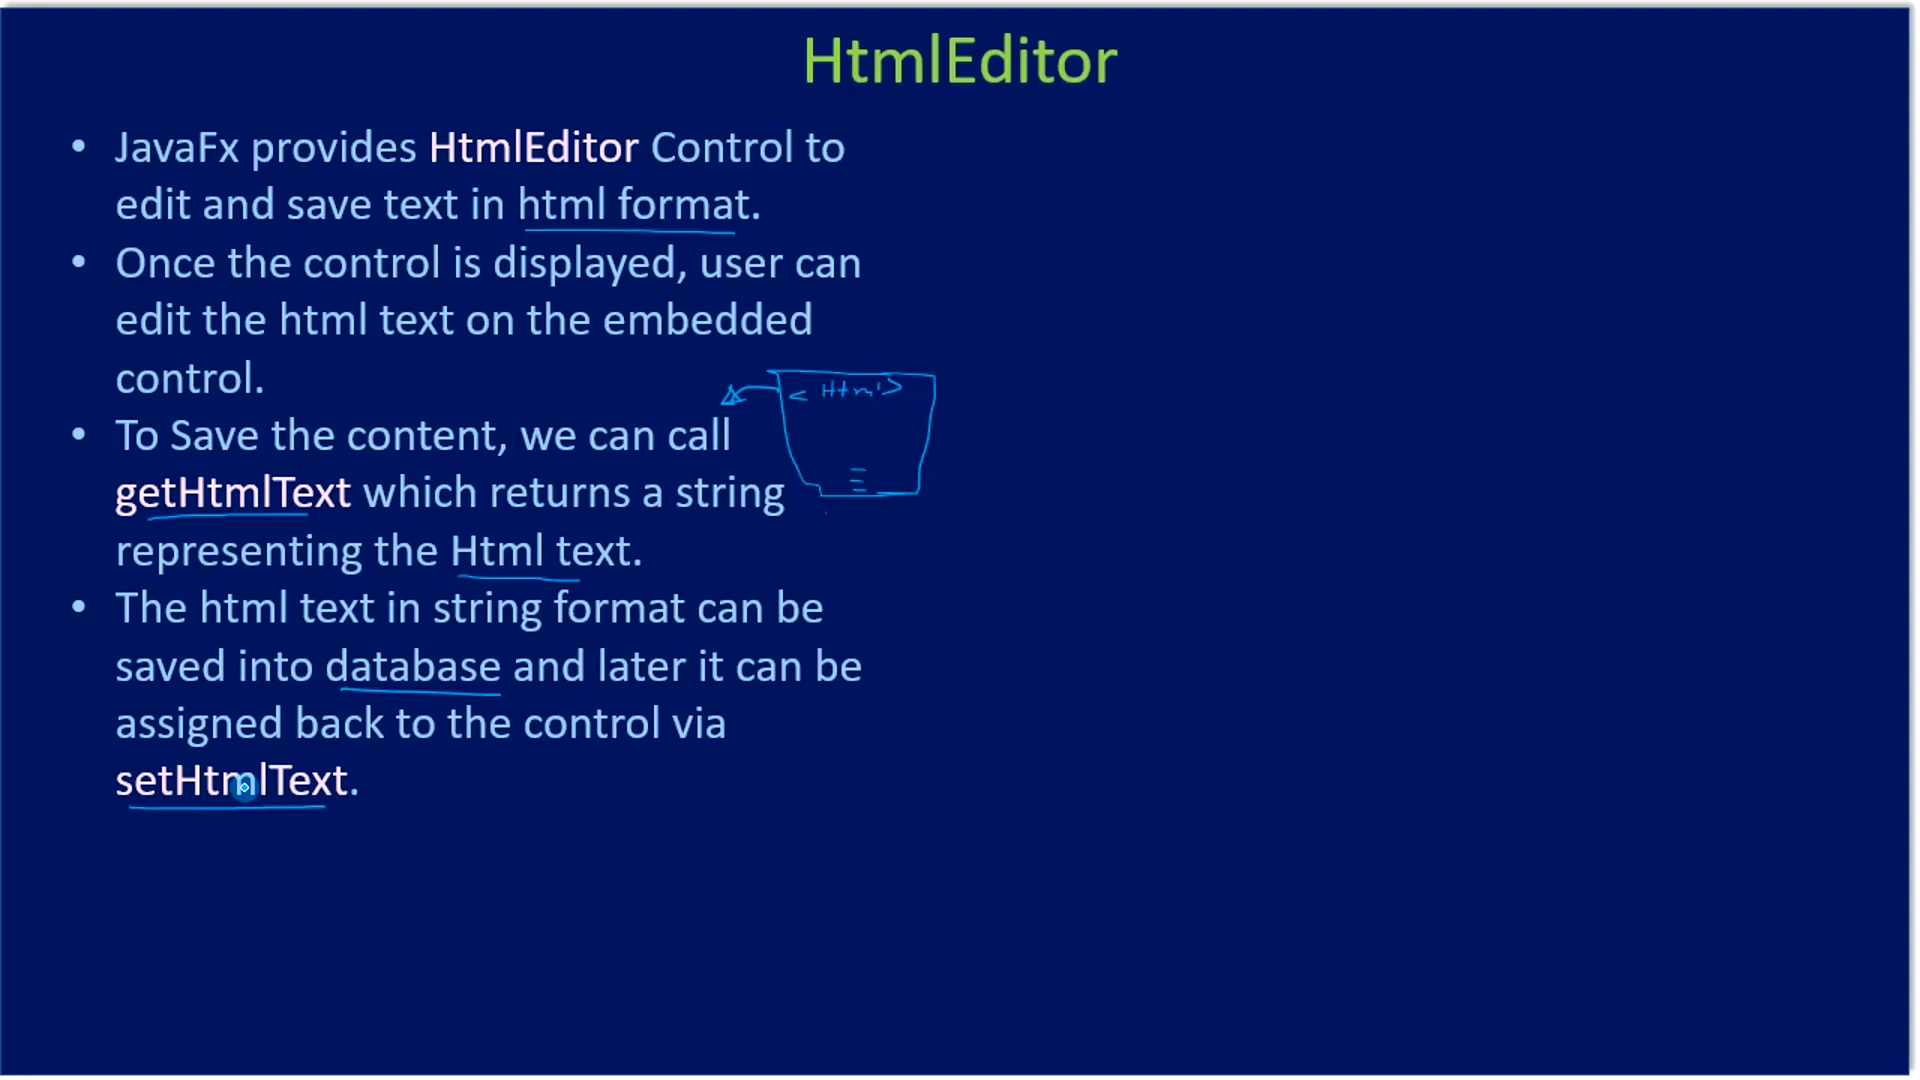 HtmlEditor
• JavaFx provides HtmlEditor Control to
edit and save text in html format.
• Once the control is displayed, user can
edit the html text on the embedded
control.
< Html>
• To Save the content, we can call
getHtmlText which returns a string
representing the Html text.
• The html text in string format can be
saved into database and later it can be
assigned back to the control via
setHtmlText.